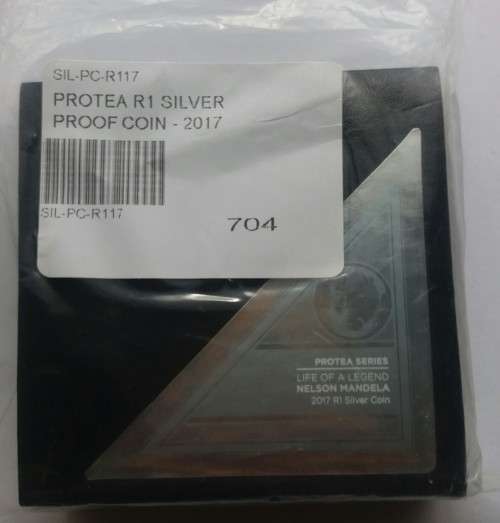 SIL-PC-R117
PROTEA R1 SILVER
PROOF COIN - 2017
SIL-PC-R117
704
PROTEA SERIES
LIFE OF A LEGEND
NELSON MANDELA
2017 R1 Silver Coin